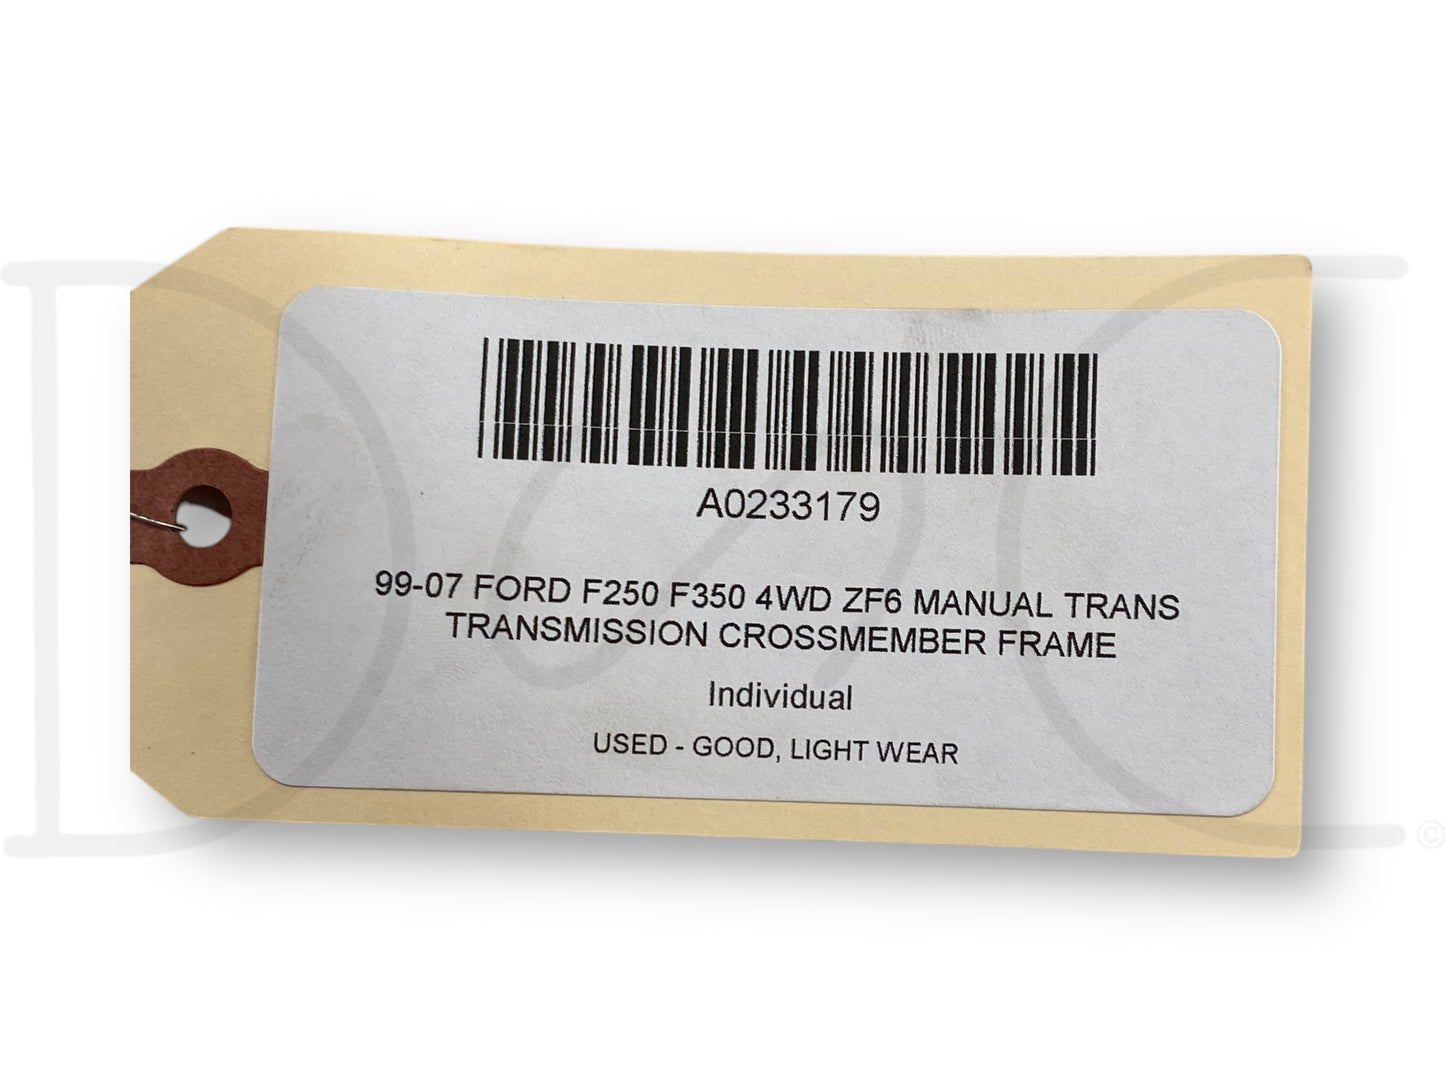 A0233179
99-07 FORD F250 F350 4WD ZF6 MANUAL TRANS
TRANSMISSION CROSSMEMBER FRAME
Individual
USED - GOOD, LIGHT WEAR
©